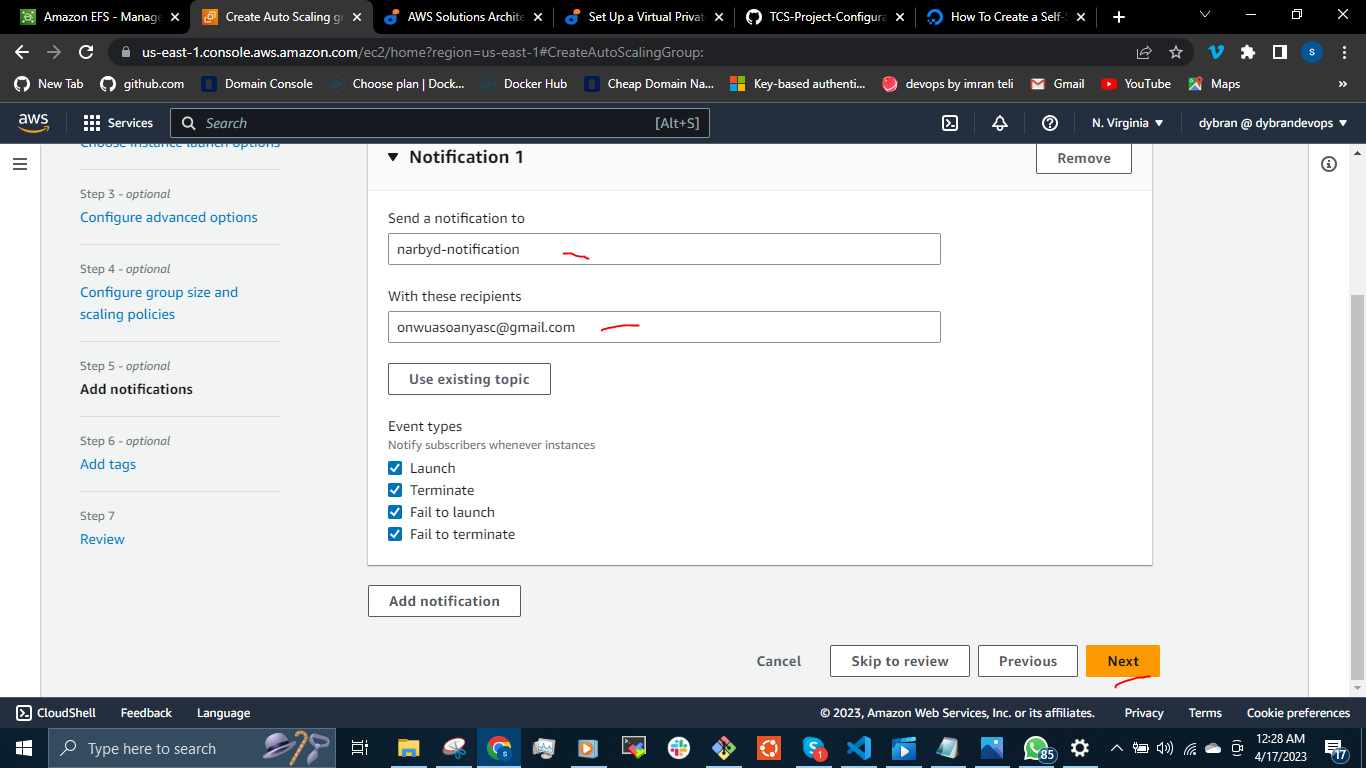 Amazon EFS - Manage
Create Auto Scaling gr
AWS Solutions Archite
Set Up a Virtual Privat
TCS-Project-Configura
How To Create a Self-S
us-east-1.console.aws.amazon.com/ec2/home?region=us-east-1#CreateAutoScalingGroup:
S
New Tab
github.com
Domain Console
Choose plan | Dock...
Docker Hub
Cheap Domain Na...
Key-based authenti...
devops by imran teli
Gmail
YouTube
Maps
»
aws
Services
Search
[Alt+S]
N. Virginia
dybran @ dybrandevops
Choose instance launch options
Step 3 - optional
Configure advanced options
Step 4 - optional
Configure group size and
scaling policies
Step 5 - optional
Add notifications
Step 6 - optional
Add tags
Step 7
Review
Notification 1
Remove
Send a notification to
narbyd-notification
With these recipients
onwuasoanyasc@gmail.com
Use existing topic
Event types
Notify subscribers whenever instances
Launch
Terminate
Fail to launch
Fail to terminate
Add notification
Cancel
Skip to review
Previous
Next
CloudShell
Feedback
Language
© 2023, Amazon Web Services, Inc. or its affiliates.
Privacy
Terms
Cookie preferences
Type here to search
1
85
12:28 AM
4/17/2023
17